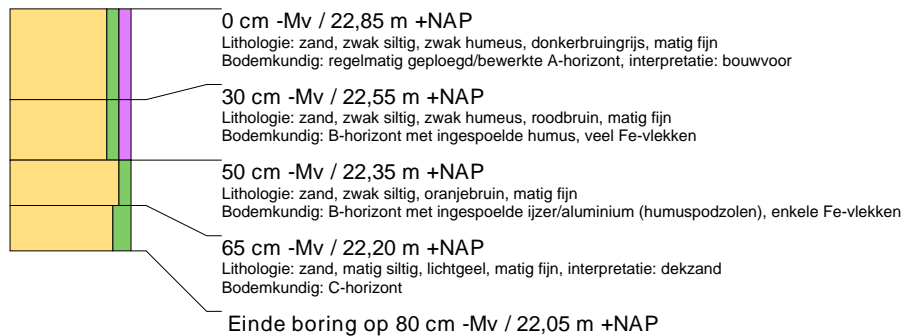 0 cm -Mv / 22,85 m +NAP
Lithologie: zand, zwak siltig, zwak humeus, donkerbruingrijs, matig fijn
Bodemkundig: regelmatig geploegd/bewerkte A-horizont, interpretatie: bouwvoor
30 cm -Mv / 22,55 m +NAP
Lithologie: zand, zwak siltig, zwak humeus, roodbruin, matig fijn
Bodemkundig: B-horizont met ingespoelde humus, veel Fe-vlekken
50 cm -Mv / 22,35 m +NAP
Lithologie: zand, zwak siltig, oranjebruin, matig fijn
Bodemkundig: B-horizont met ingespoelde ijzer/aluminium (humuspodzolen), enkele Fe-vlekken
65 cm -Mv / 22,20 m +NAP
Lithologie: zand, matig siltig, lichtgeel, matig fijn, interpretatie: dekzand
Bodemkundig: C-horizont
Einde boring op 80 cm -Mv / 22,05 m +NAP